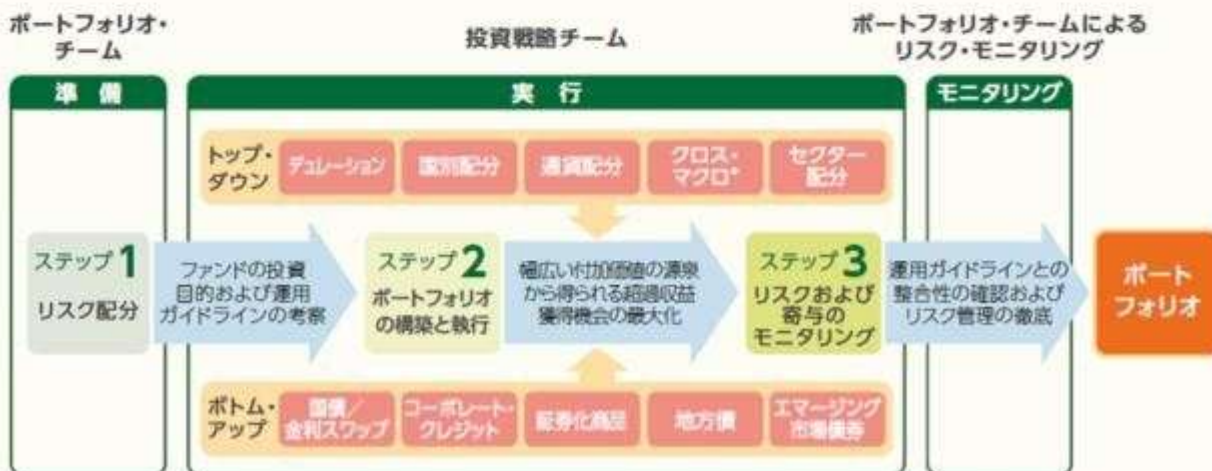 ポートフォリオ・
チーム
投資戦略チーム
ポートフォリオ・チームによる
リスク・モニタリング
準 備
実 行
モニタリング
トップ・
ダウン
デュレーション
国別配分
通貨配分
クロス・
マクロ*
セクター
配分
ステップ1
リスク配分
ファンドの投資
目的および運用
ガイドラインの考察
ステップ2
ポートフォリオ
の構築と執行
幅広い付加価値の源泉
から得られる超過収益
獲得機会の最大化
ステップ3
リスクおよび
寄与の
モニタリング
運用ガイドラインとの
整合性の確認および
リスク管理の徹底
ポート
フォリオ
ボトム・
アップ
国債／
金利スワップ
コーポレート・
クレジット
証券化商品
地方債
エマージング
市場債券